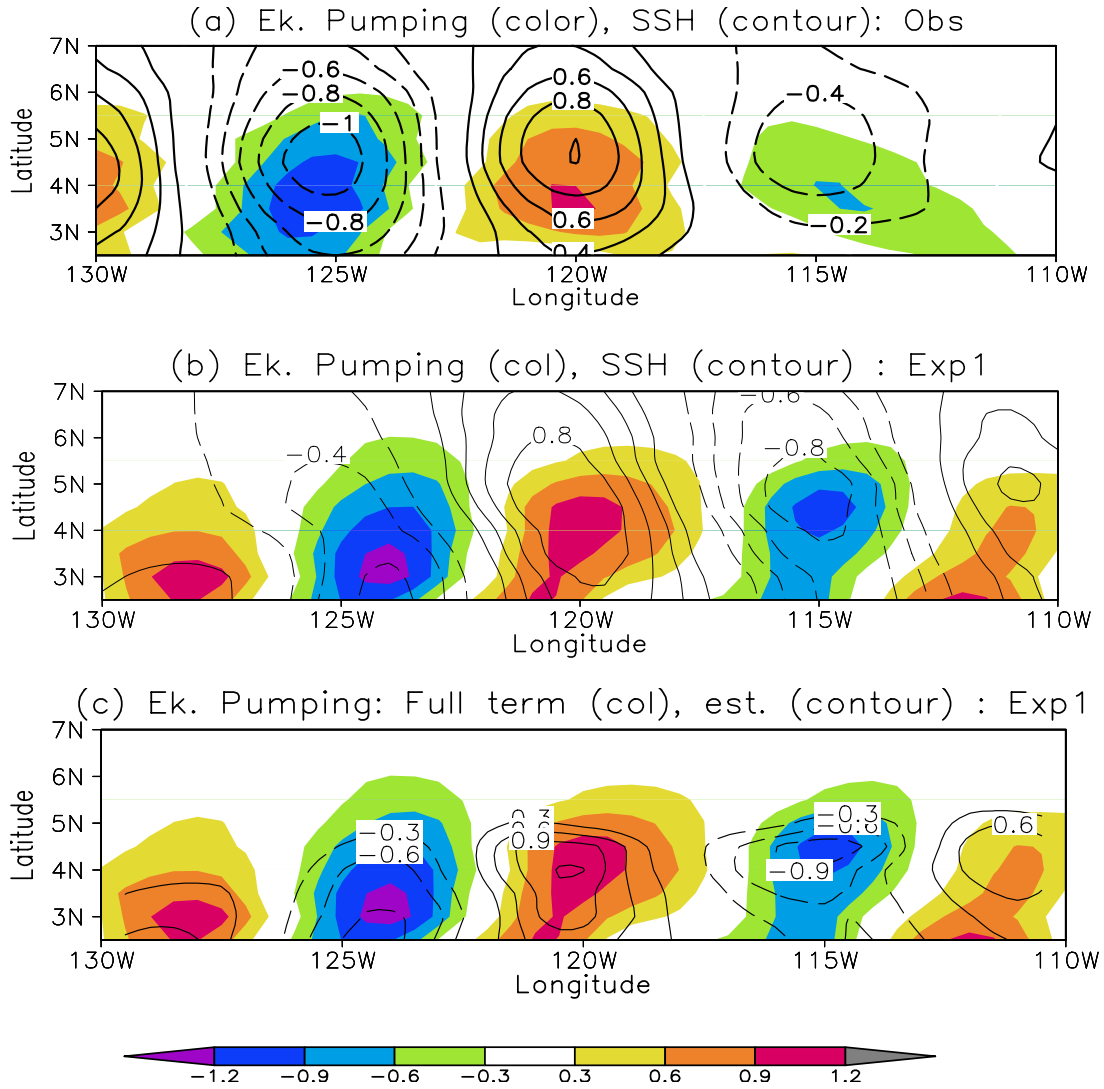 (a) Ek. Pumping (color), SSH (contour): Obs
7N
6N
5N
4N
3N
Latitude
−0.6
−0.8
−1
−0.8
0.6
0.8
0.6
0.4
−0.4
−0.2
130W 125W 120W 115W 110W
Longitude
(b) Ek. Pumping (col), SSH (contour) : Exp1
7N
6N
5N
4N
3N
Latitude
−0.4
0.8
−0.6
−0.8
130W 125W 120W 115W 110W
Longitude
(c) Ek. Pumping: Full term (col), est. (contour) : Exp1
7N
6N
5N
4N
3N
Latitude
−0.3
−0.6
0.3
0.9
−0.3
−0.6
−0.9
0.6
130W 125W 120W 115W 110W
Longitude
−1.2 −0.9 −0.6 −0.3 0.3 0.6 0.9 1.2